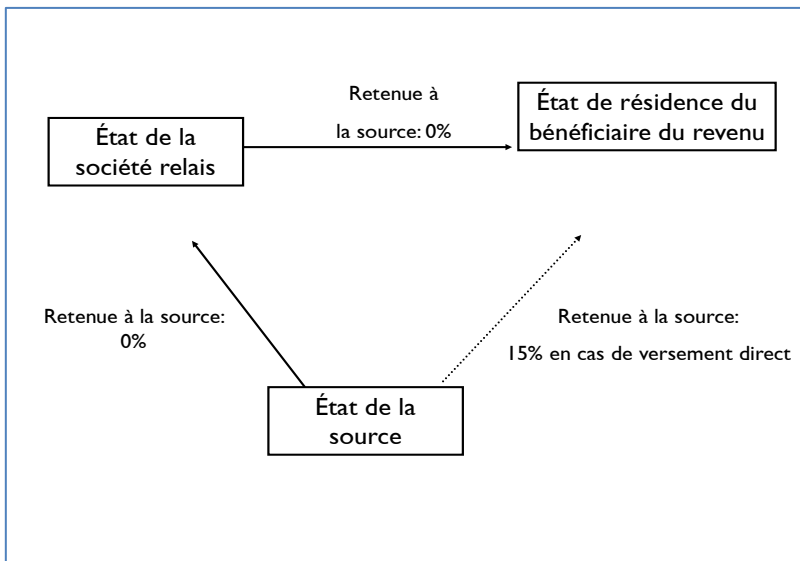 Retenue à
la source: 0%
État de résidence du
bénéficiaire du revenu
État de la
société relais
Retenue à la source:
0%
Retenue à la source:
15% en cas de versement direct
État de la
source